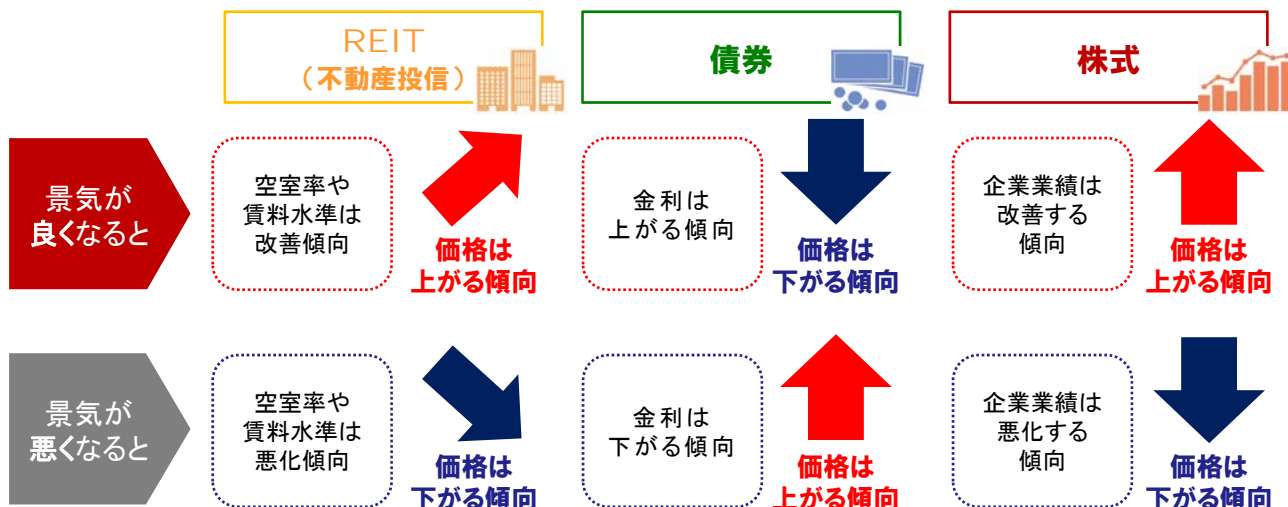 REIT
（不動産投信）
債券
株式
景気が
良くなると
空室率や
賃料水準は
改善傾向
価格は
上がる傾向
金利は
上がる傾向
価格は
下がる傾向
企業業績は
改善する
傾向
価格は
上がる傾向
景気が
悪くなると
空室率や
賃料水準は
悪化傾向
価格は
下がる傾向
金利は
下がる傾向
価格は
上がる傾向
企業業績は
悪化する
傾向
価格は
下がる傾向